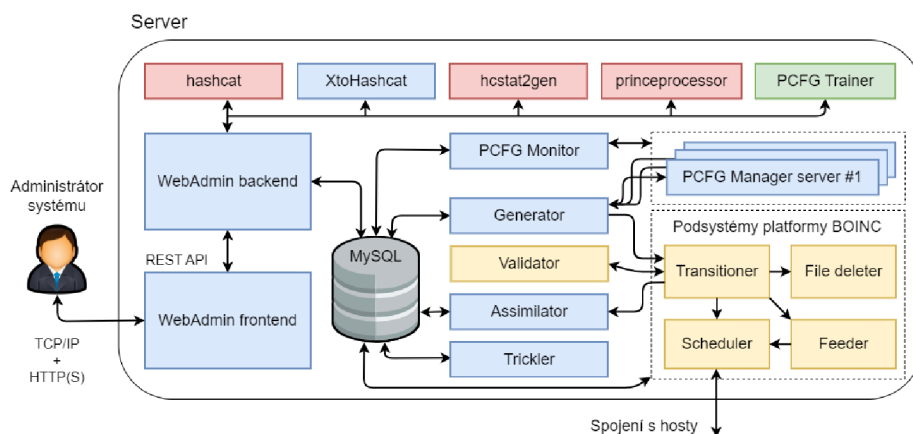 Server
hashcat
XtoHashcat
hcstat2gen
princeprocessor
PCFG Trainer
WebAdmin backend
PCFG Monitor
PCFG Manager server #1
Administrátor
systému
Generator
Podsystémy platformy BOINC
REST API
MySQL
Validator
Transitioner
File deleter
WebAdmin frontend
Assimilator
TCP/IP
+
HTTP(S)
Trickler
Scheduler
Feeder
Spojení s hosty